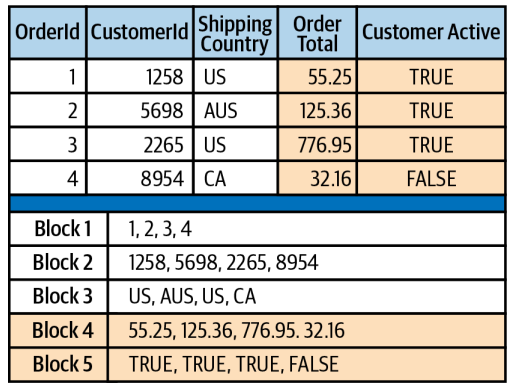 OrderId CustomerId Shipping Country Order Total Customer Active
1 1258 US 55.25 TRUE
2 5698 AUS 125.36 TRUE
3 2265 US 776.95 TRUE
4 8954 CA 32.16 FALSE
Block 1 1, 2, 3, 4
Block 2 1258, 5698, 2265, 8954
Block 3 US, AUS, US, CA
Block 4 55.25, 125.36, 776.95. 32.16
Block 5 TRUE, TRUE, TRUE, FALSE